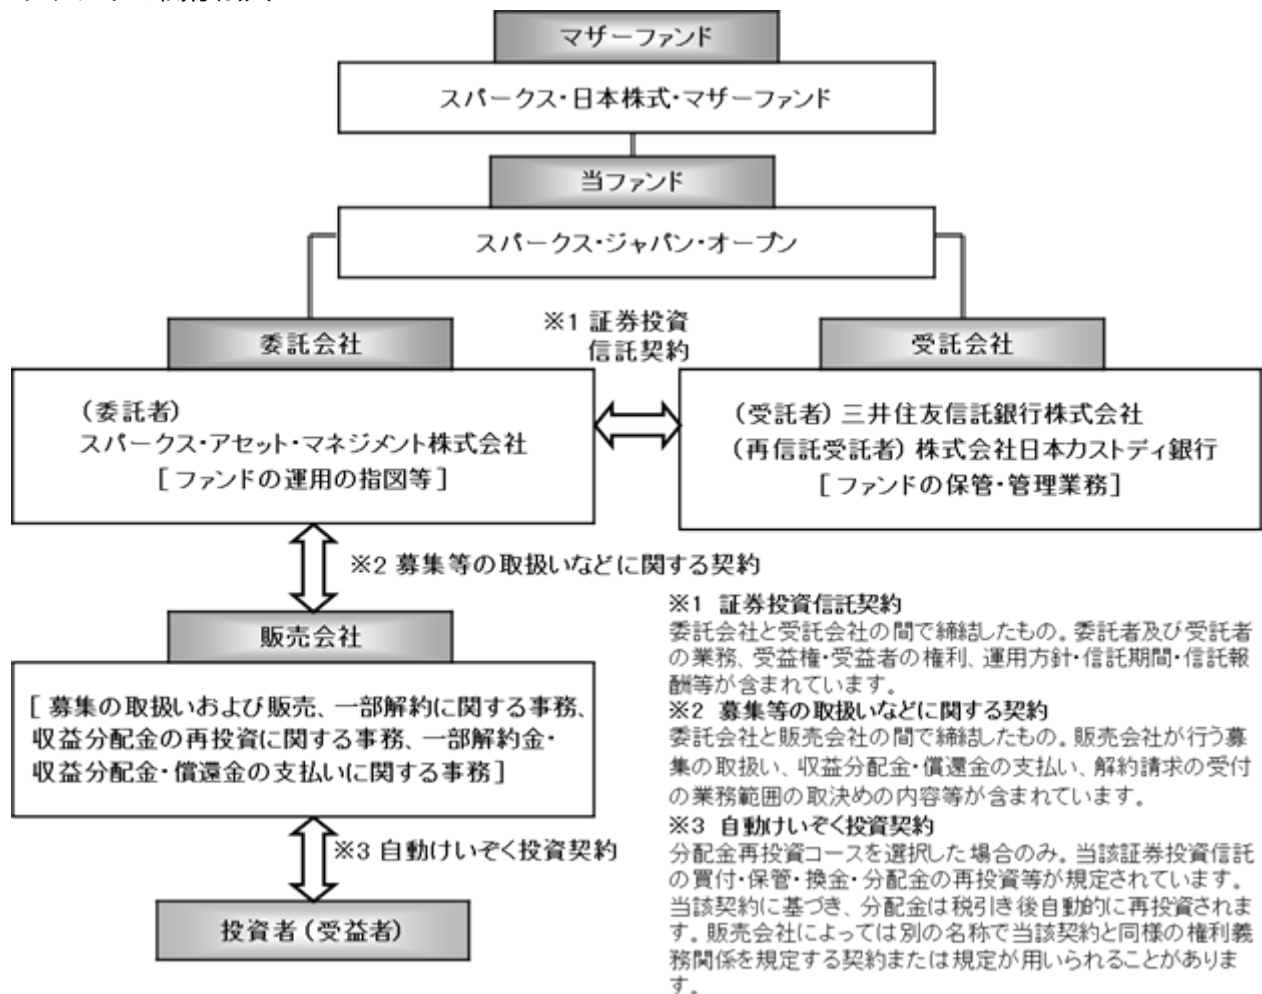 マザーファンド
スパークス・日本株式・マザーファンド
当ファンド
スパークス・ジャパン・オープン
委託会社
※1 証券投資
信託契約
受託会社
(委託者)
スパークス・アセット・マネジメント株式会社
[ファンドの運用の指図等]
(受託者) 三井住友信託銀行株式会社
(再信託受託者) 株式会社日本カストディ銀行
[ファンドの保管・管理業務]
※2 募集等の取扱いなどに関する契約
販売会社
[募集の取扱いおよび販売、一部解約に関する事務、
収益分配金の再投資に関する事務、一部解約金・
収益分配金・償還金の支払いに関する事務]
※3 自動けいぞく投資契約
投資者(受益者)
※1 証券投資信託契約
委託会社と受託会社の間で締結したもの。委託者及び受託者
の業務、受益権・受益者の権利、運用方針・信託期間・信託報
酬等が含まれています。
※2 募集等の取扱いなどに関する契約
委託会社と販売会社の間で締結したもの。販売会社が行う募
集の取扱い、収益分配金・償還金の支払い、解約請求の受付
の業務範囲の取決めの内容等が含まれています。
※3 自動けいぞく投資契約
分配金再投資コースを選択した場合のみ。当該証券投資信託
の買付・保管・換金・分配金の再投資等が規定されています。
当該契約に基づき、分配金は税引き後自動的に再投資されま
す。販売会社によっては別の名称で当該契約と同様の権利義
務関係を規定する契約または規定が用いられることがありま
す。